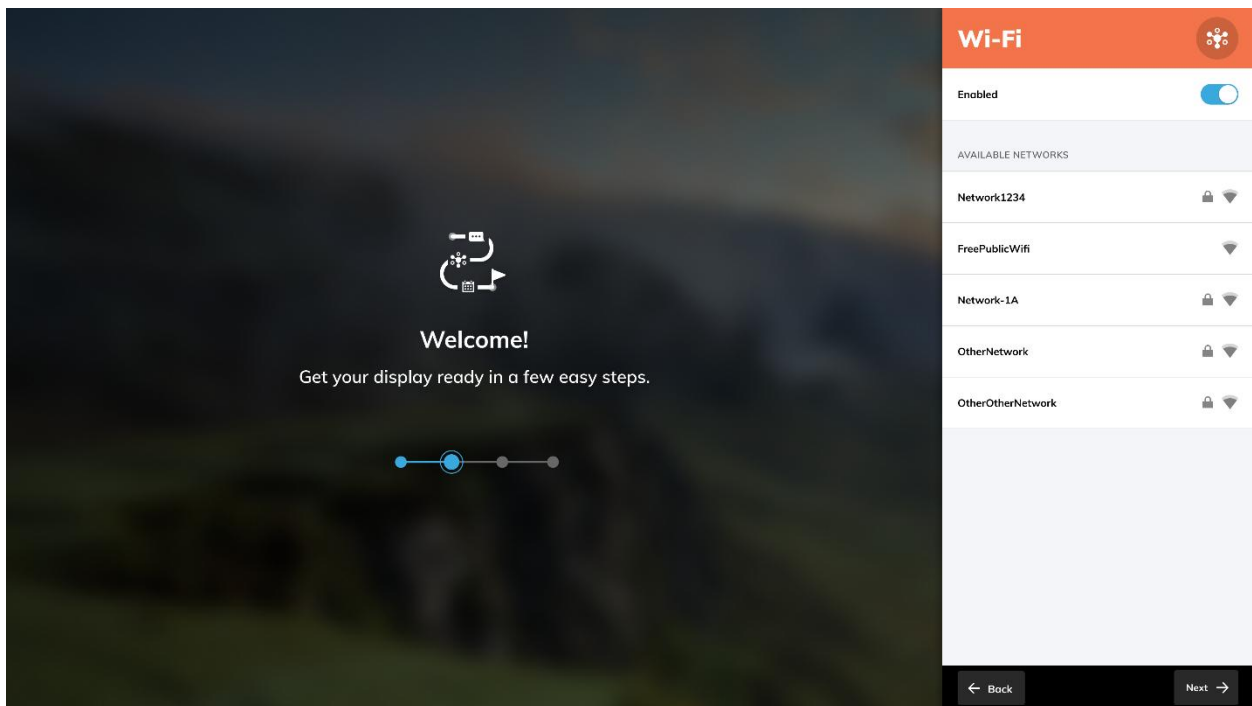 Welcome!
Get your display ready in a few easy steps.
Wi-Fi
Enabled
AVAILABLE NETWORKS
Network1234
FreePublicWifi
Network-1A
OtherNetwork
OtherOtherNetwork
Back
Next